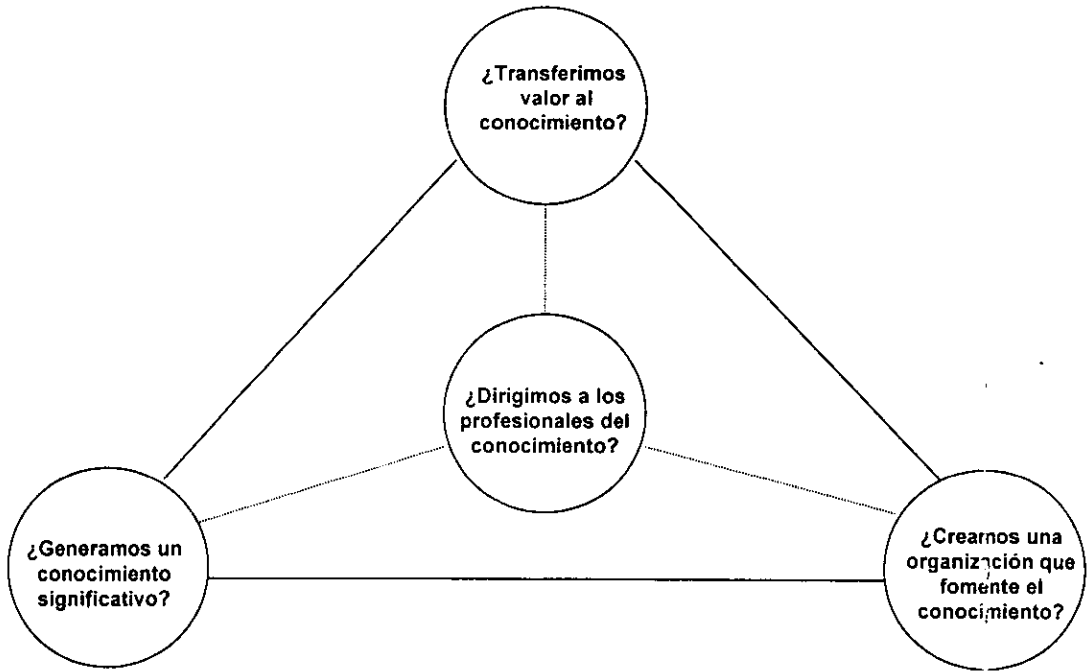 ¿Transferimos
valor al
conocimiento?
¿Dirigimos a los
profesionales del
conocimiento?
¿Generamos un
conocimiento
significativo?
¿Creamos una
organización que
fomente el
conocimiento?